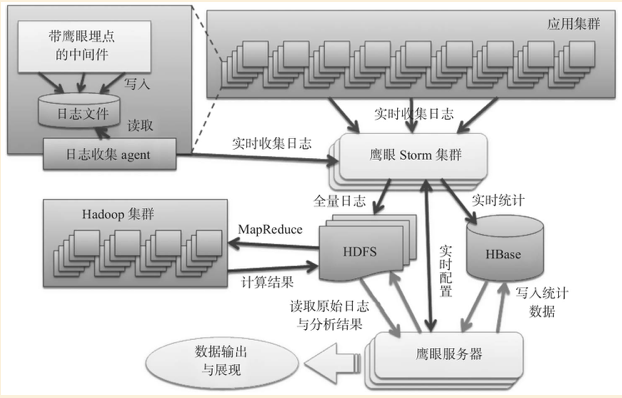 带鹰眼埋点
的中间件
写入
日志文件
读取
日志收集 agent
应用集群
实时收集日志
实时收集日志
鹰眼 Storm 集群
全量日志
实时统计
Hadoop 集群
MapReduce
HDFS
计算结果
实时配置
HBase
读取原始日志
与分析结果
写入统计
数据
鹰眼服务器
数据输出
与展现